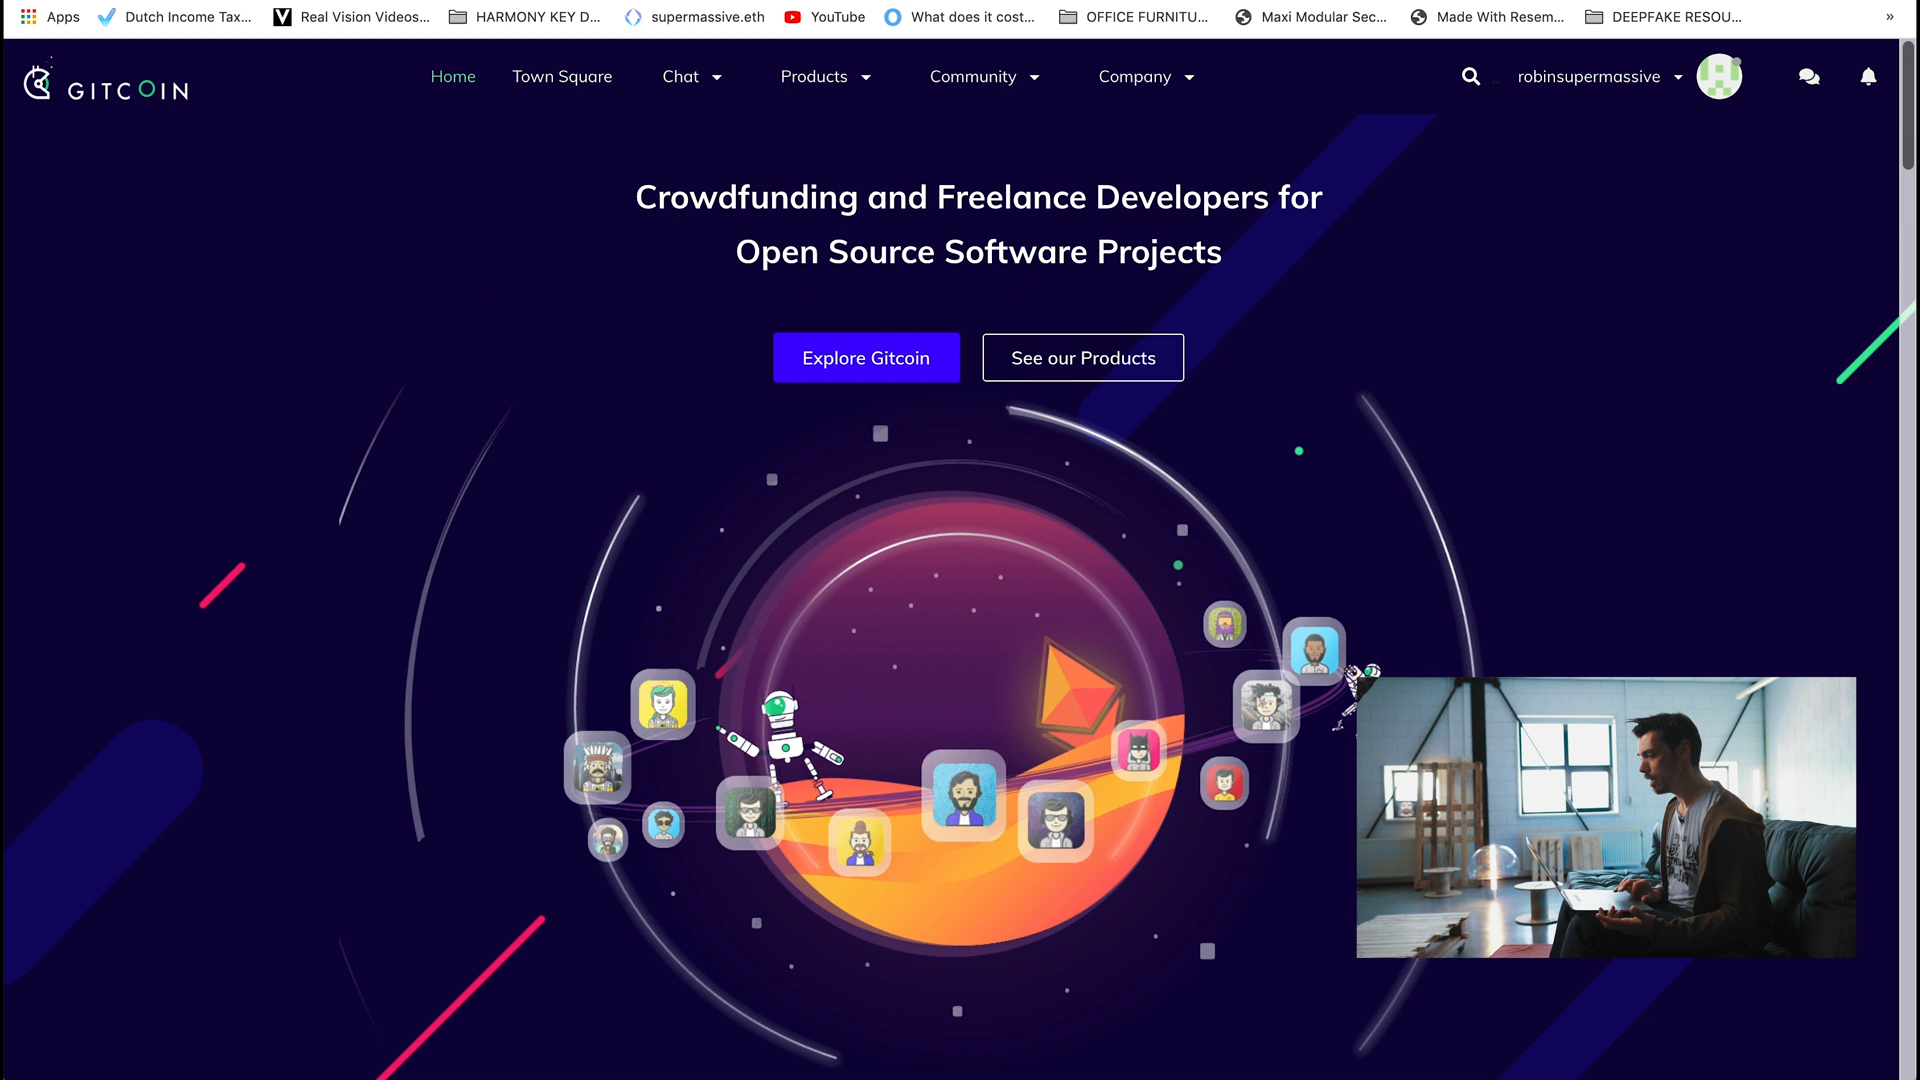 Apps
Dutch Income Tax...
Real Vision Videos...
HARMONY KEY D...
supermassive.eth
YouTube
What does it cost...
OFFICE FURNITU...
Maxi Modular Sec...
Made With Resem...
DEEPFAKE RESOU...
»
GITCOIN
Home
Town Square
Chat
Products
Community
Company
robinsupermassive
Crowdfunding and Freelance Developers for
Open Source Software Projects
Explore Gitcoin
See our Products